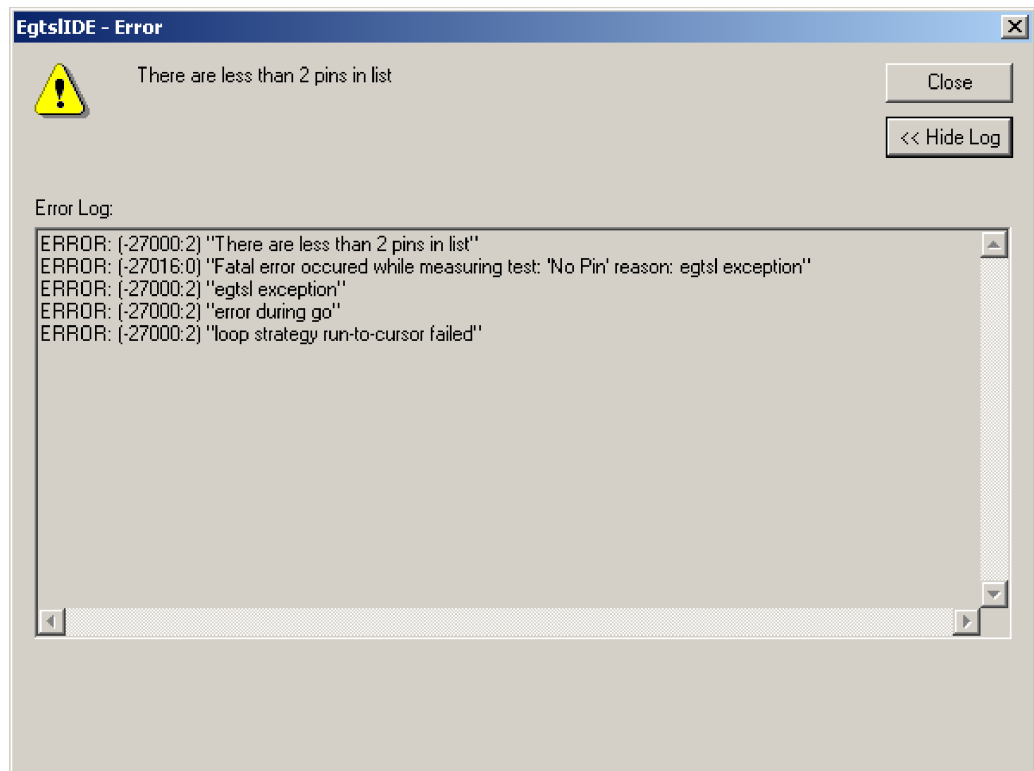 EgtslIDE - Error
There are less than 2 pins in list
Close
<< Hide Log
Error Log:
ERROR: (-27000:2) "There are less than 2 pins in list"
ERROR: (-27016:0) "Fatal error occured while measuring test: 'No Pin' reason: egtsl exception"
ERROR: (-27000:2) "egtsl exception"
ERROR: (-27000:2) "error during go"
ERROR: (-27000:2) "loop strategy run-to-cursor failed"